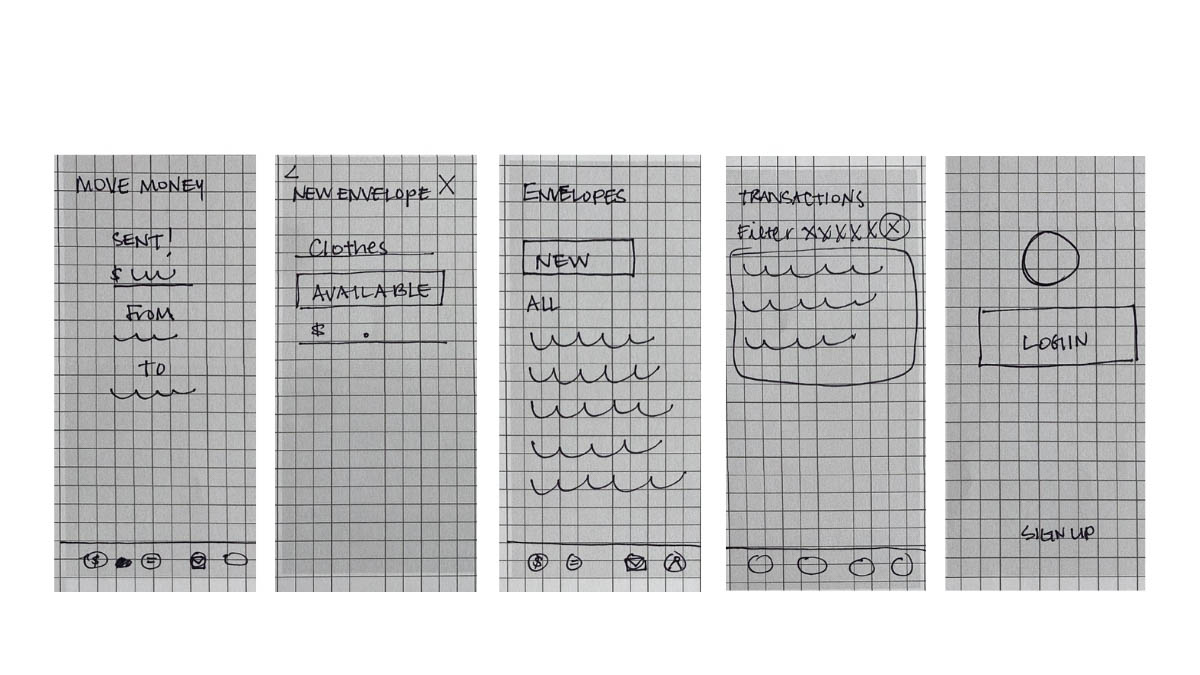 MOVE MONEY
SENT!
$
From
TO
$
<
NEW ENVELOPE X
Clothes
AVAILABLE
$ .
ENVELOPES
NEW
ALL
$
TRANSACTIONS
Filter XXXXX X
LOGIN
SIGN UP